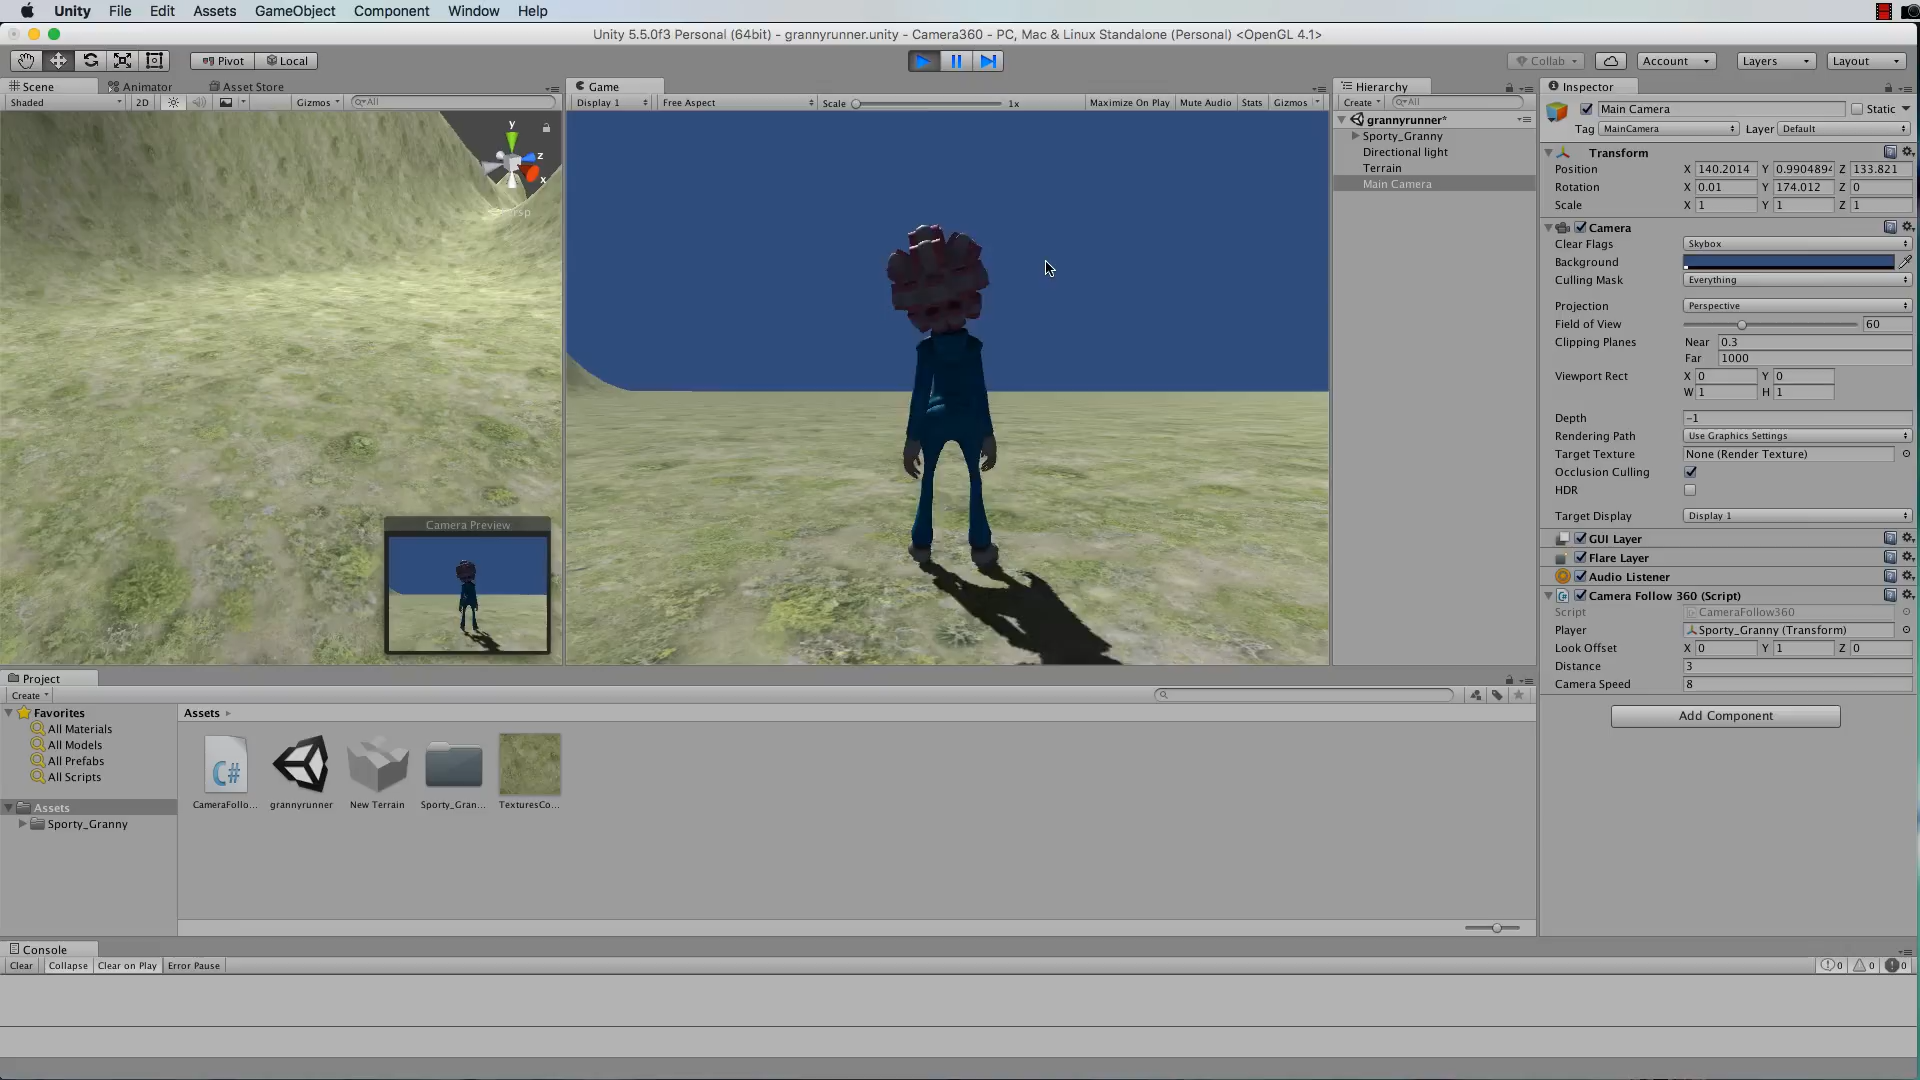 Unity File Edit Assets GameObject Component Window Help
Unity 5.5.0f3 Personal (64bit) - grannyrunner.unity - Camera360 - PC, Mac & Linux Standalone (Personal) <OpenGL 4.1>
Pivot Local Collab Account Layers Layout
Scene Animator Asset Store
Shaded 2D Gizmos All
y
z
x
Persp
Camera Preview
Game
Display 1 Free Aspect Scale 1x Maximize On Play Mute Audio Stats Gizmos
Hierarchy
Create All
grannyrunner*
Sporty_Granny
Directional light
Terrain
Main Camera
Inspector
Main Camera Static
Tag MainCamera Layer Default
Transform
Position X 140.2014 Y 0.9904894 Z 133.821
Rotation X 0.01 Y 174.012 Z 0
Scale X 1 Y 1 Z 1
Camera
Clear Flags Skybox
Background
Culling Mask Everything
Projection Perspective
Field of View 60
Clipping Planes Near 0.3
Far 1000
Viewport Rect X 0 Y 0
W 1 H 1
Depth -1
Rendering Path Use Graphics Settings
Target Texture None (Render Texture)
Occlusion Culling
HDR
Target Display Display 1
GUI Layer
Flare Layer
Audio Listener
C# Camera Follow 360 (Script)
Script CameraFollow360
Player Sporty_Granny (Transform)
Look Offset X 0 Y 1 Z 0
Distance 3
Camera Speed 8
Add Component
Project
Create
Favorites
All Materials
All Models
All Prefabs
All Scripts
Assets
Sporty_Granny
Assets
C#
CameraFollo... grannyrunner New Terrain Sporty_Gran... TexturesCo...
Console
Clear Collapse Clear on Play Error Pause 0 0 0